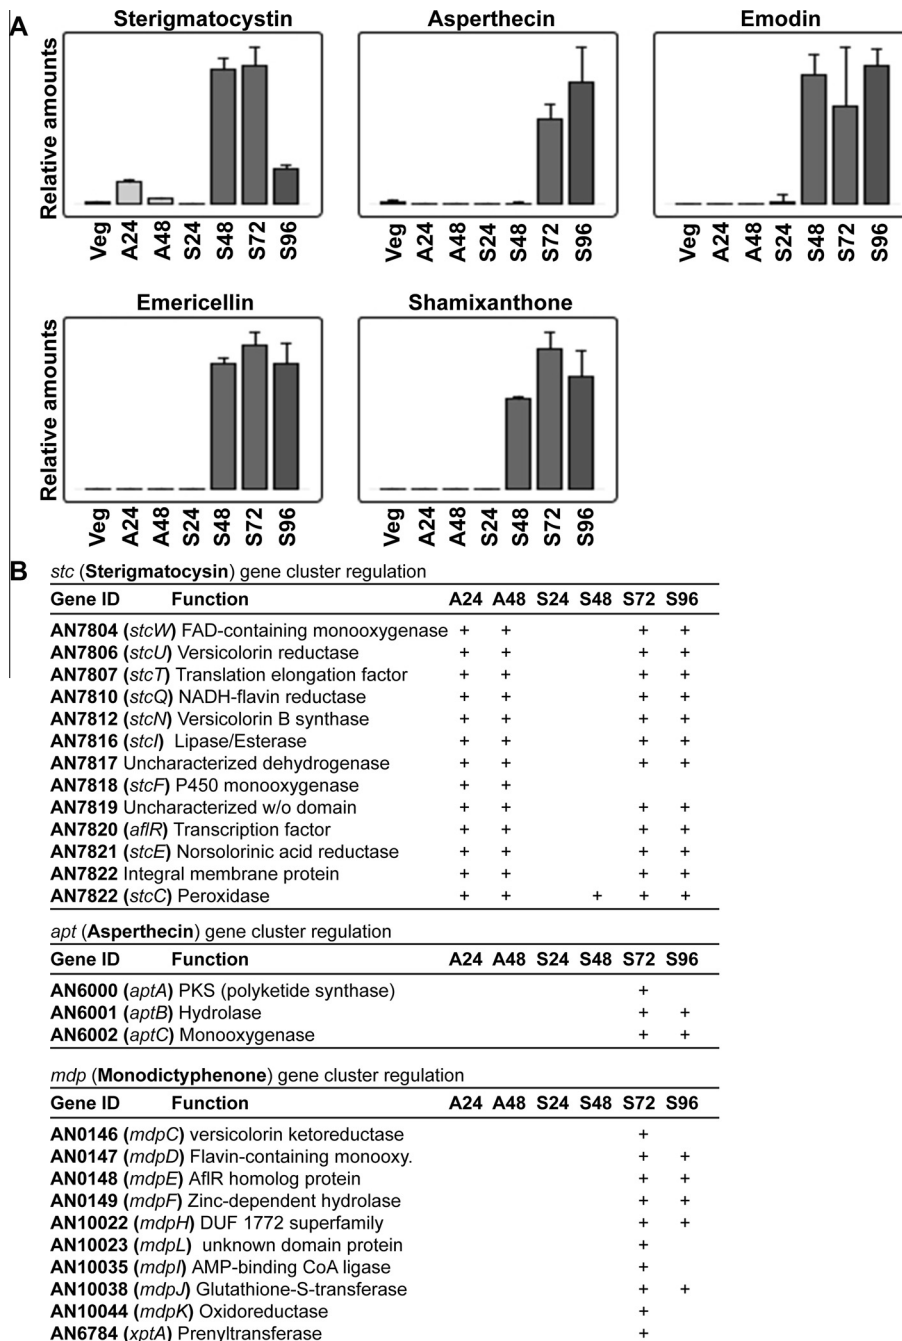 A
Sterigmatocystin
Asperthecin
Emodin
Relative amounts
Veg A24 A48 S24 S48 S72 S96
Veg A24 A48 S24 S48 S72 S96
Veg A24 A48 S24 S48 S72 S96
Emericellin
Shamixanthone
Relative amounts
Veg A24 A48 S24 S48 S72 S96
Veg A24 A48 S24 S48 S72 S96
B
stc (Sterigmatocysin) gene cluster regulation
Gene ID Function A24 A48 S24 S48 S72 S96
AN7804 (stcW) FAD-containing monooxygenase + + + +
AN7806 (stcU) Versicolorin reductase + + + +
AN7807 (stcT) Translation elongation factor + + + +
AN7810 (stcQ) NADH-flavin reductase + + + +
AN7812 (stcN) Versicolorin B synthase + + + +
AN7816 (stcI) Lipase/Esterase + + + +
AN7817 Uncharacterized dehydrogenase + + + +
AN7818 (stcF) P450 monooxygenase + +
AN7819 Uncharacterized w/o domain + + + +
AN7820 (aflR) Transcription factor + + + +
AN7821 (stcE) Norsolorinic acid reductase + + + +
AN7822 Integral membrane protein + + + +
AN7822 (stcC) Peroxidase + + + + +
apt (Asperthecin) gene cluster regulation
Gene ID Function A24 A48 S24 S48 S72 S96
AN6000 (aptA) PKS (polyketide synthase) +
AN6001 (aptB) Hydrolase + +
AN6002 (aptC) Monooxygenase + +
mdp (Monodictyphenone) gene cluster regulation
Gene ID Function A24 A48 S24 S48 S72 S96
AN0146 (mdpC) versicolorin ketoreductase +
AN0147 (mdpD) Flavin-containing monooxy. + +
AN0148 (mdpE) AflR homolog protein + +
AN0149 (mdpF) Zinc-dependent hydrolase + +
AN10022 (mdpH) DUF 1772 superfamily + +
AN10023 (mdpL) unknown domain protein +
AN10035 (mdpI) AMP-binding CoA ligase +
AN10038 (mdpJ) Glutathione-S-transferase + +
AN10044 (mdpK) Oxidoreductase +
AN6784 (xptA) Prenyltransferase +